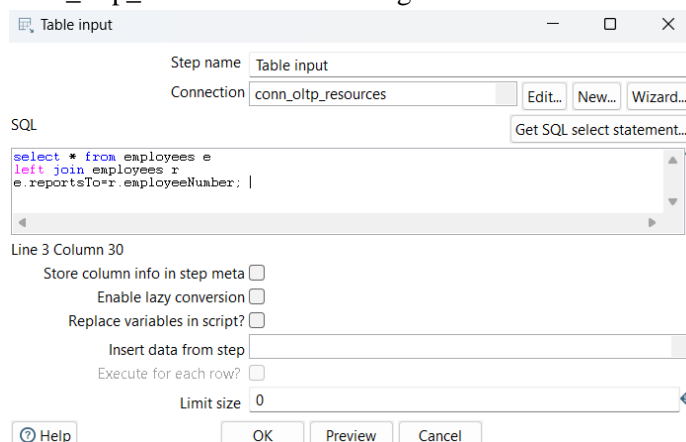 Table input
Step name Table input
Connection conn_oltp_resources Edit... New... Wizard...
SQL Get SQL select statement...
select * from employees e
left join employees r
e.reportsTo=r.employeeNumber;
Line 3 Column 30
Store column info in step meta
Enable lazy conversion
Replace variables in script?
Insert data from step
Execute for each row?
Limit size 0
Help OK Preview Cancel